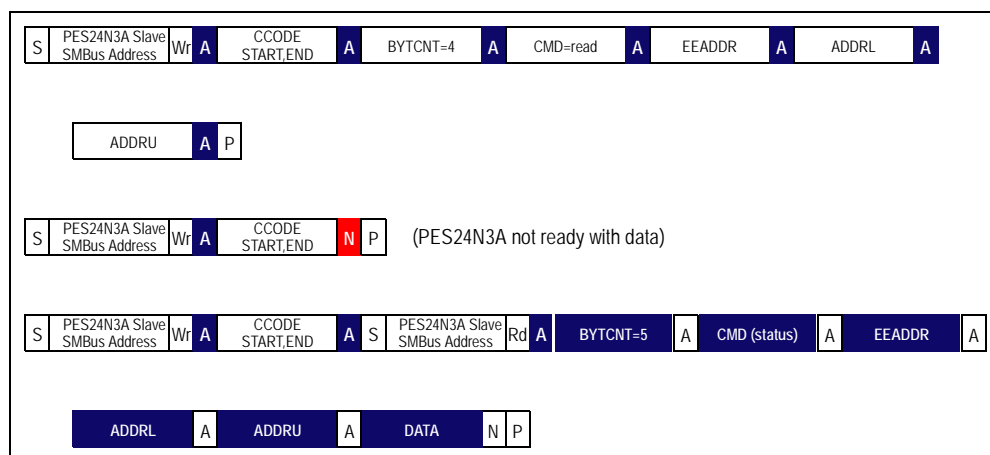 S PES24N3A Slave SMBus Address Wr A CCODE START,END A BYTCNT=4 A CMD=read A EEADDR A ADDRL A
ADDRU A P
S PES24N3A Slave SMBus Address Wr A CCODE START,END N P (PES24N3A not ready with data)
S PES24N3A Slave SMBus Address Wr A CCODE START,END A S PES24N3A Slave SMBus Address Rd A BYTCNT=5 A CMD (status) A EEADDR A
ADDRL A ADDRU A DATA N P